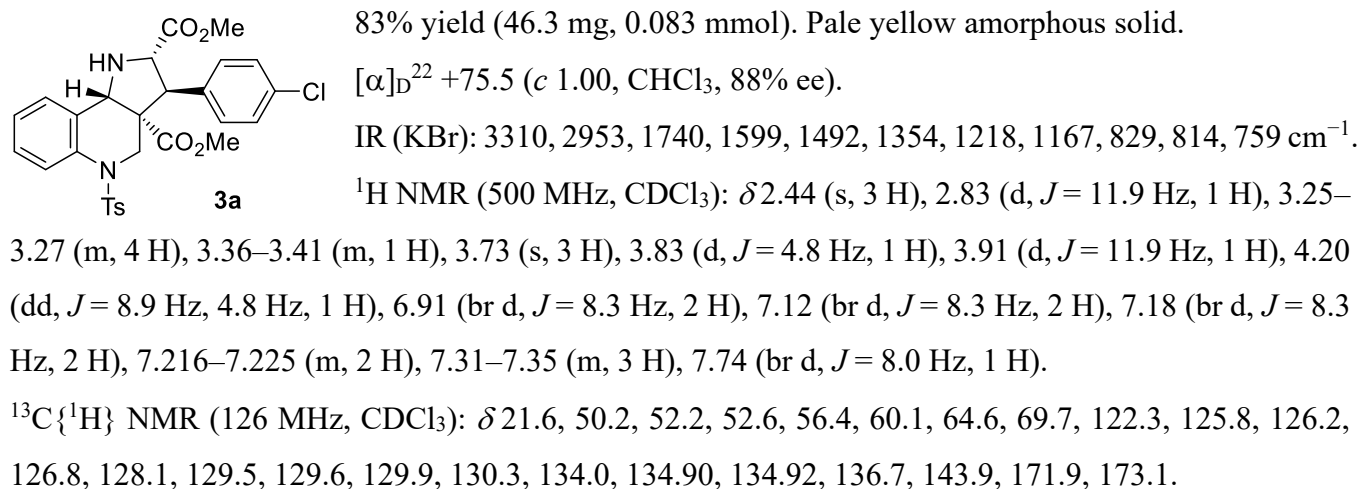 CO₂Me
HN
H
Cl
CO₂Me
N
Ts
3a
83% yield (46.3 mg, 0.083 mmol). Pale yellow amorphous solid.
[α]D²² +75.5 (c 1.00, CHCl₃, 88% ee).
IR (KBr): 3310, 2953, 1740, 1599, 1492, 1354, 1218, 1167, 829, 814, 759 cm⁻¹.
¹H NMR (500 MHz, CDCl₃): δ 2.44 (s, 3 H), 2.83 (d, J = 11.9 Hz, 1 H), 3.25–
3.27 (m, 4 H), 3.36–3.41 (m, 1 H), 3.73 (s, 3 H), 3.83 (d, J = 4.8 Hz, 1 H), 3.91 (d, J = 11.9 Hz, 1 H), 4.20
(dd, J = 8.9 Hz, 4.8 Hz, 1 H), 6.91 (br d, J = 8.3 Hz, 2 H), 7.12 (br d, J = 8.3 Hz, 2 H), 7.18 (br d, J = 8.3
Hz, 2 H), 7.216–7.225 (m, 2 H), 7.31–7.35 (m, 3 H), 7.74 (br d, J = 8.0 Hz, 1 H).
¹³C{¹H} NMR (126 MHz, CDCl₃): δ 21.6, 50.2, 52.2, 52.6, 56.4, 60.1, 64.6, 69.7, 122.3, 125.8, 126.2,
126.8, 128.1, 129.5, 129.6, 129.9, 130.3, 134.0, 134.90, 134.92, 136.7, 143.9, 171.9, 173.1.